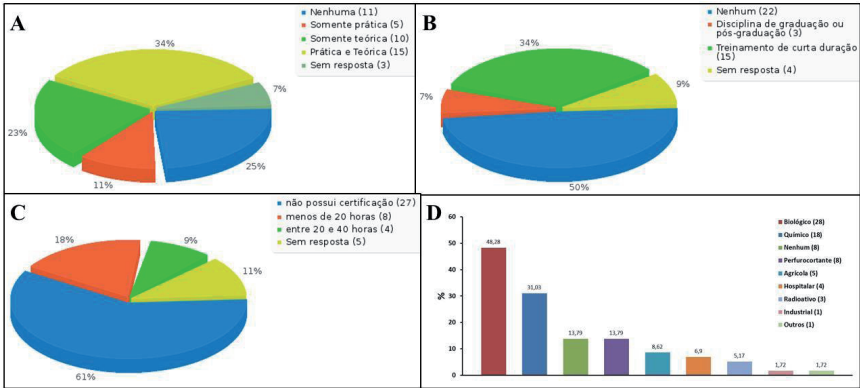 A
Nenhuma (11)
Somente prática (5)
Somente teórica (10)
Prática e Teórica (15)
Sem resposta (3)
34%
7%
23%
25%
11%
B
Nenhum (22)
Disciplina de graduação ou
pós-graduação (3)
Treinamento de curta duração
(15)
Sem resposta (4)
34%
9%
7%
50%
C
não possui certificação (27)
menos de 20 horas (8)
entre 20 e 40 horas (4)
Sem resposta (5)
18%
9%
11%
61%
D
%
60
50
40
30
20
10
0
48,28
31,03
13,79
13,79
8,62
6,9
5,17
1,72
1,72
Biológico (28)
Químico (18)
Nenhum (8)
Perfurocortante (8)
Agrícola (5)
Hospitalar (4)
Radioativo (3)
Industrial (1)
Outros (1)